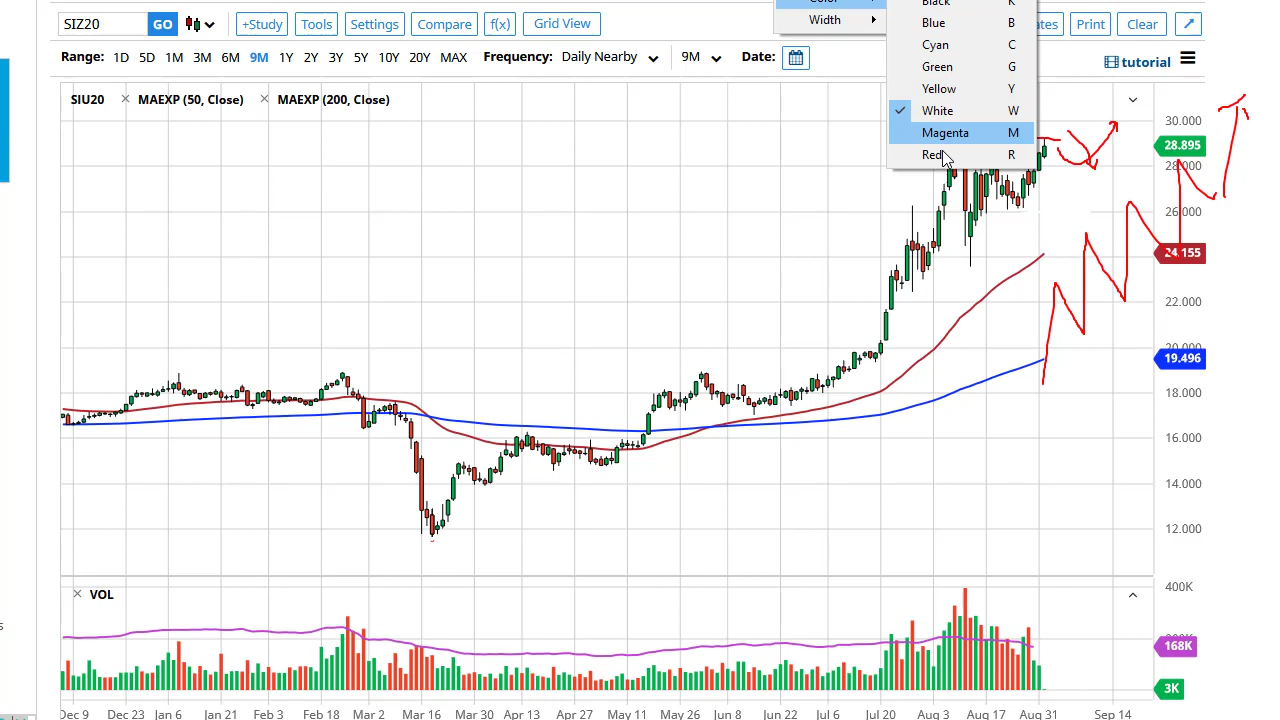 Color
Width
Black K
Blue B
Cyan C
Green G
Yellow Y
White W
Magenta M
Red R
SIZ20 GO +Study Tools Settings Compare f(x) Grid View Print Clear
Range: 1D 5D 1M 3M 6M 9M 1Y 2Y 3Y 5Y 10Y 20Y MAX Frequency: Daily Nearby 9M Date: tutorial
SIU20 MAEXP (50, Close) MAEXP (200, Close)
30.000
28.895
28.000
26.000
24.155
22.000
20.000
19.496
18.000
16.000
14.000
12.000
VOL
400K
168K
3K
Dec 9 Dec 23 Jan 6 Jan 21 Feb 3 Feb 18 Mar 2 Mar 16 Mar 30 Apr 13 Apr 27 May 11 May 26 Jun 8 Jun 22 Jul 6 Jul 20 Aug 3 Aug 17 Aug 31 Sep 14